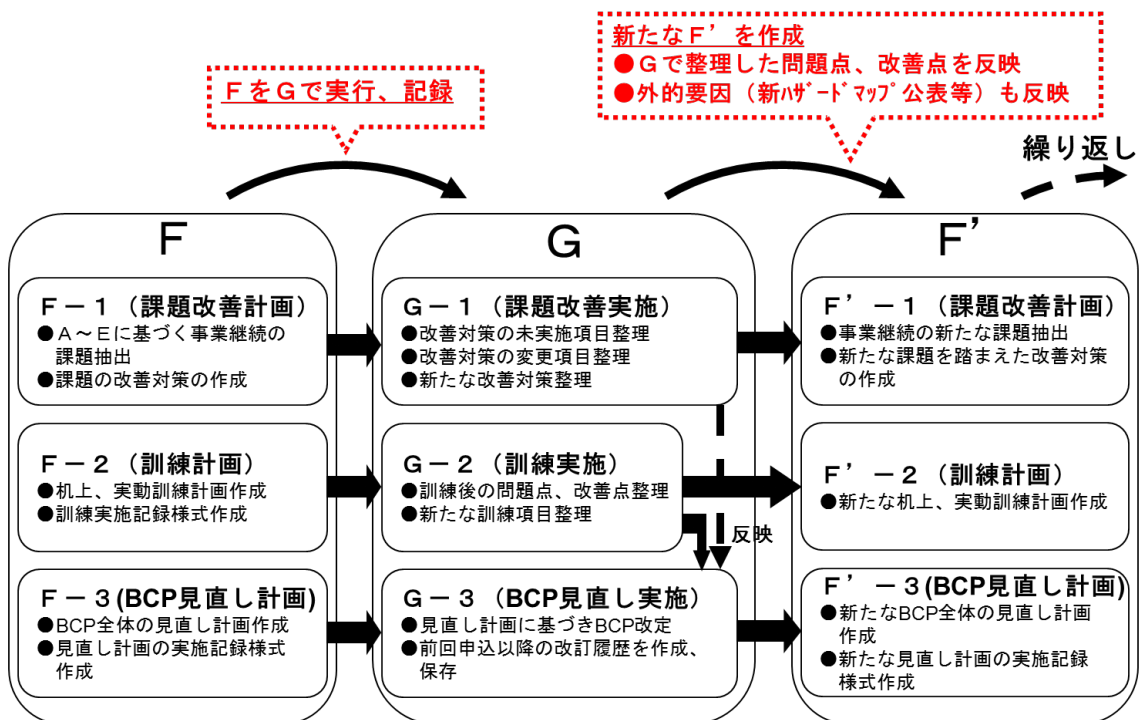 新たなF’を作成
●Gで整理した問題点、改善点を反映
●外的要因（新ﾊｻﾞｰﾄﾞﾏｯﾌﾟ公表等）も反映
FをGで実行、記録
繰り返し
F
F－1（課題改善計画）
●A～Eに基づく事業継続の
課題抽出
●課題の改善対策の作成
F－2（訓練計画）
●机上、実動訓練計画作成
●訓練実施記録様式作成
F－3(BCP見直し計画)
●BCP全体の見直し計画作成
●見直し計画の実施記録様式
作成
G
G－1（課題改善実施）
●改善対策の未実施項目整理
●改善対策の変更項目整理
●新たな改善対策整理
G－2（訓練実施）
●訓練後の問題点、改善点整理
●新たな訓練項目整理
反映
G－3（BCP見直し実施）
●見直し計画に基づきBCP改定
●前回申込以降の改訂履歴を作成、
保存
F’
F’－1（課題改善計画）
●事業継続の新たな課題抽出
●新たな課題を踏まえた改善対策
の作成
F’－2（訓練計画）
●新たな机上、実動訓練計画作成
F’－3(BCP見直し計画)
●新たなBCP全体の見直し計画
作成
●新たな見直し計画の実施記録
様式作成